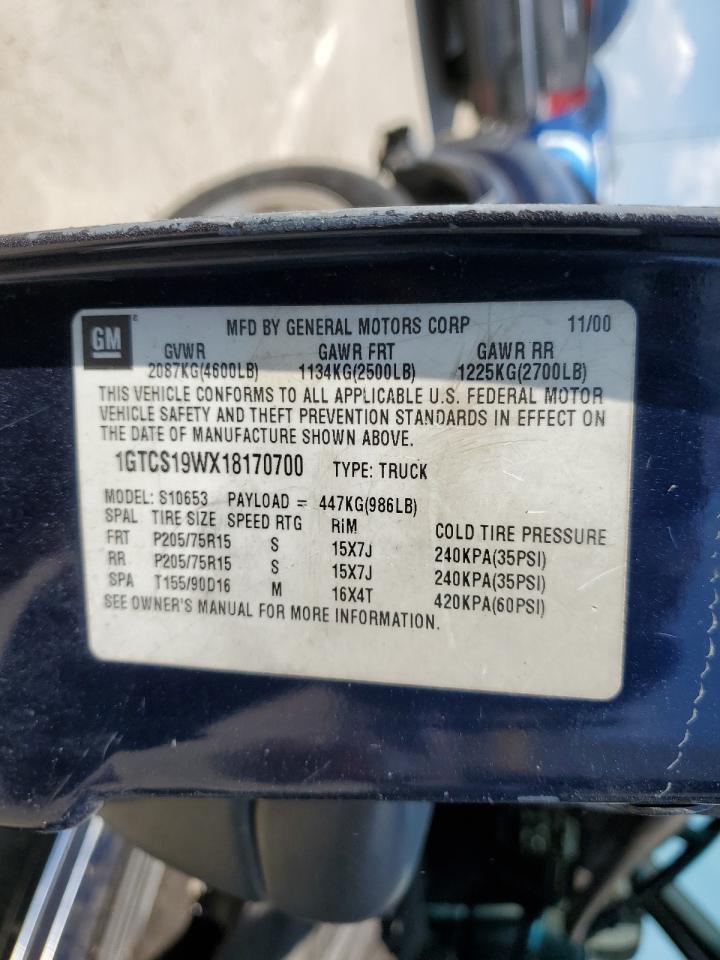 GM
MFD BY GENERAL MOTORS CORP 11/00
GVWR GAWR FRT GAWR RR
2087KG(4600LB) 1134KG(2500LB) 1225KG(2700LB)
THIS VEHICLE CONFORMS TO ALL APPLICABLE U.S. FEDERAL MOTOR
VEHICLE SAFETY AND THEFT PREVENTION STANDARDS IN EFFECT ON
THE DATE OF MANUFACTURE SHOWN ABOVE.
1GTCS19WX18170700 TYPE: TRUCK
MODEL: S10653 PAYLOAD = 447KG(986LB)
SPAL TIRE SIZE SPEED RTG RIM COLD TIRE PRESSURE
FRT P205/75R15 S 15X7J 240KPA(35PSI)
RR P205/75R15 S 15X7J 240KPA(35PSI)
SPA T155/90D16 M 16X4T 420KPA(60PSI)
SEE OWNER'S MANUAL FOR MORE INFORMATION.